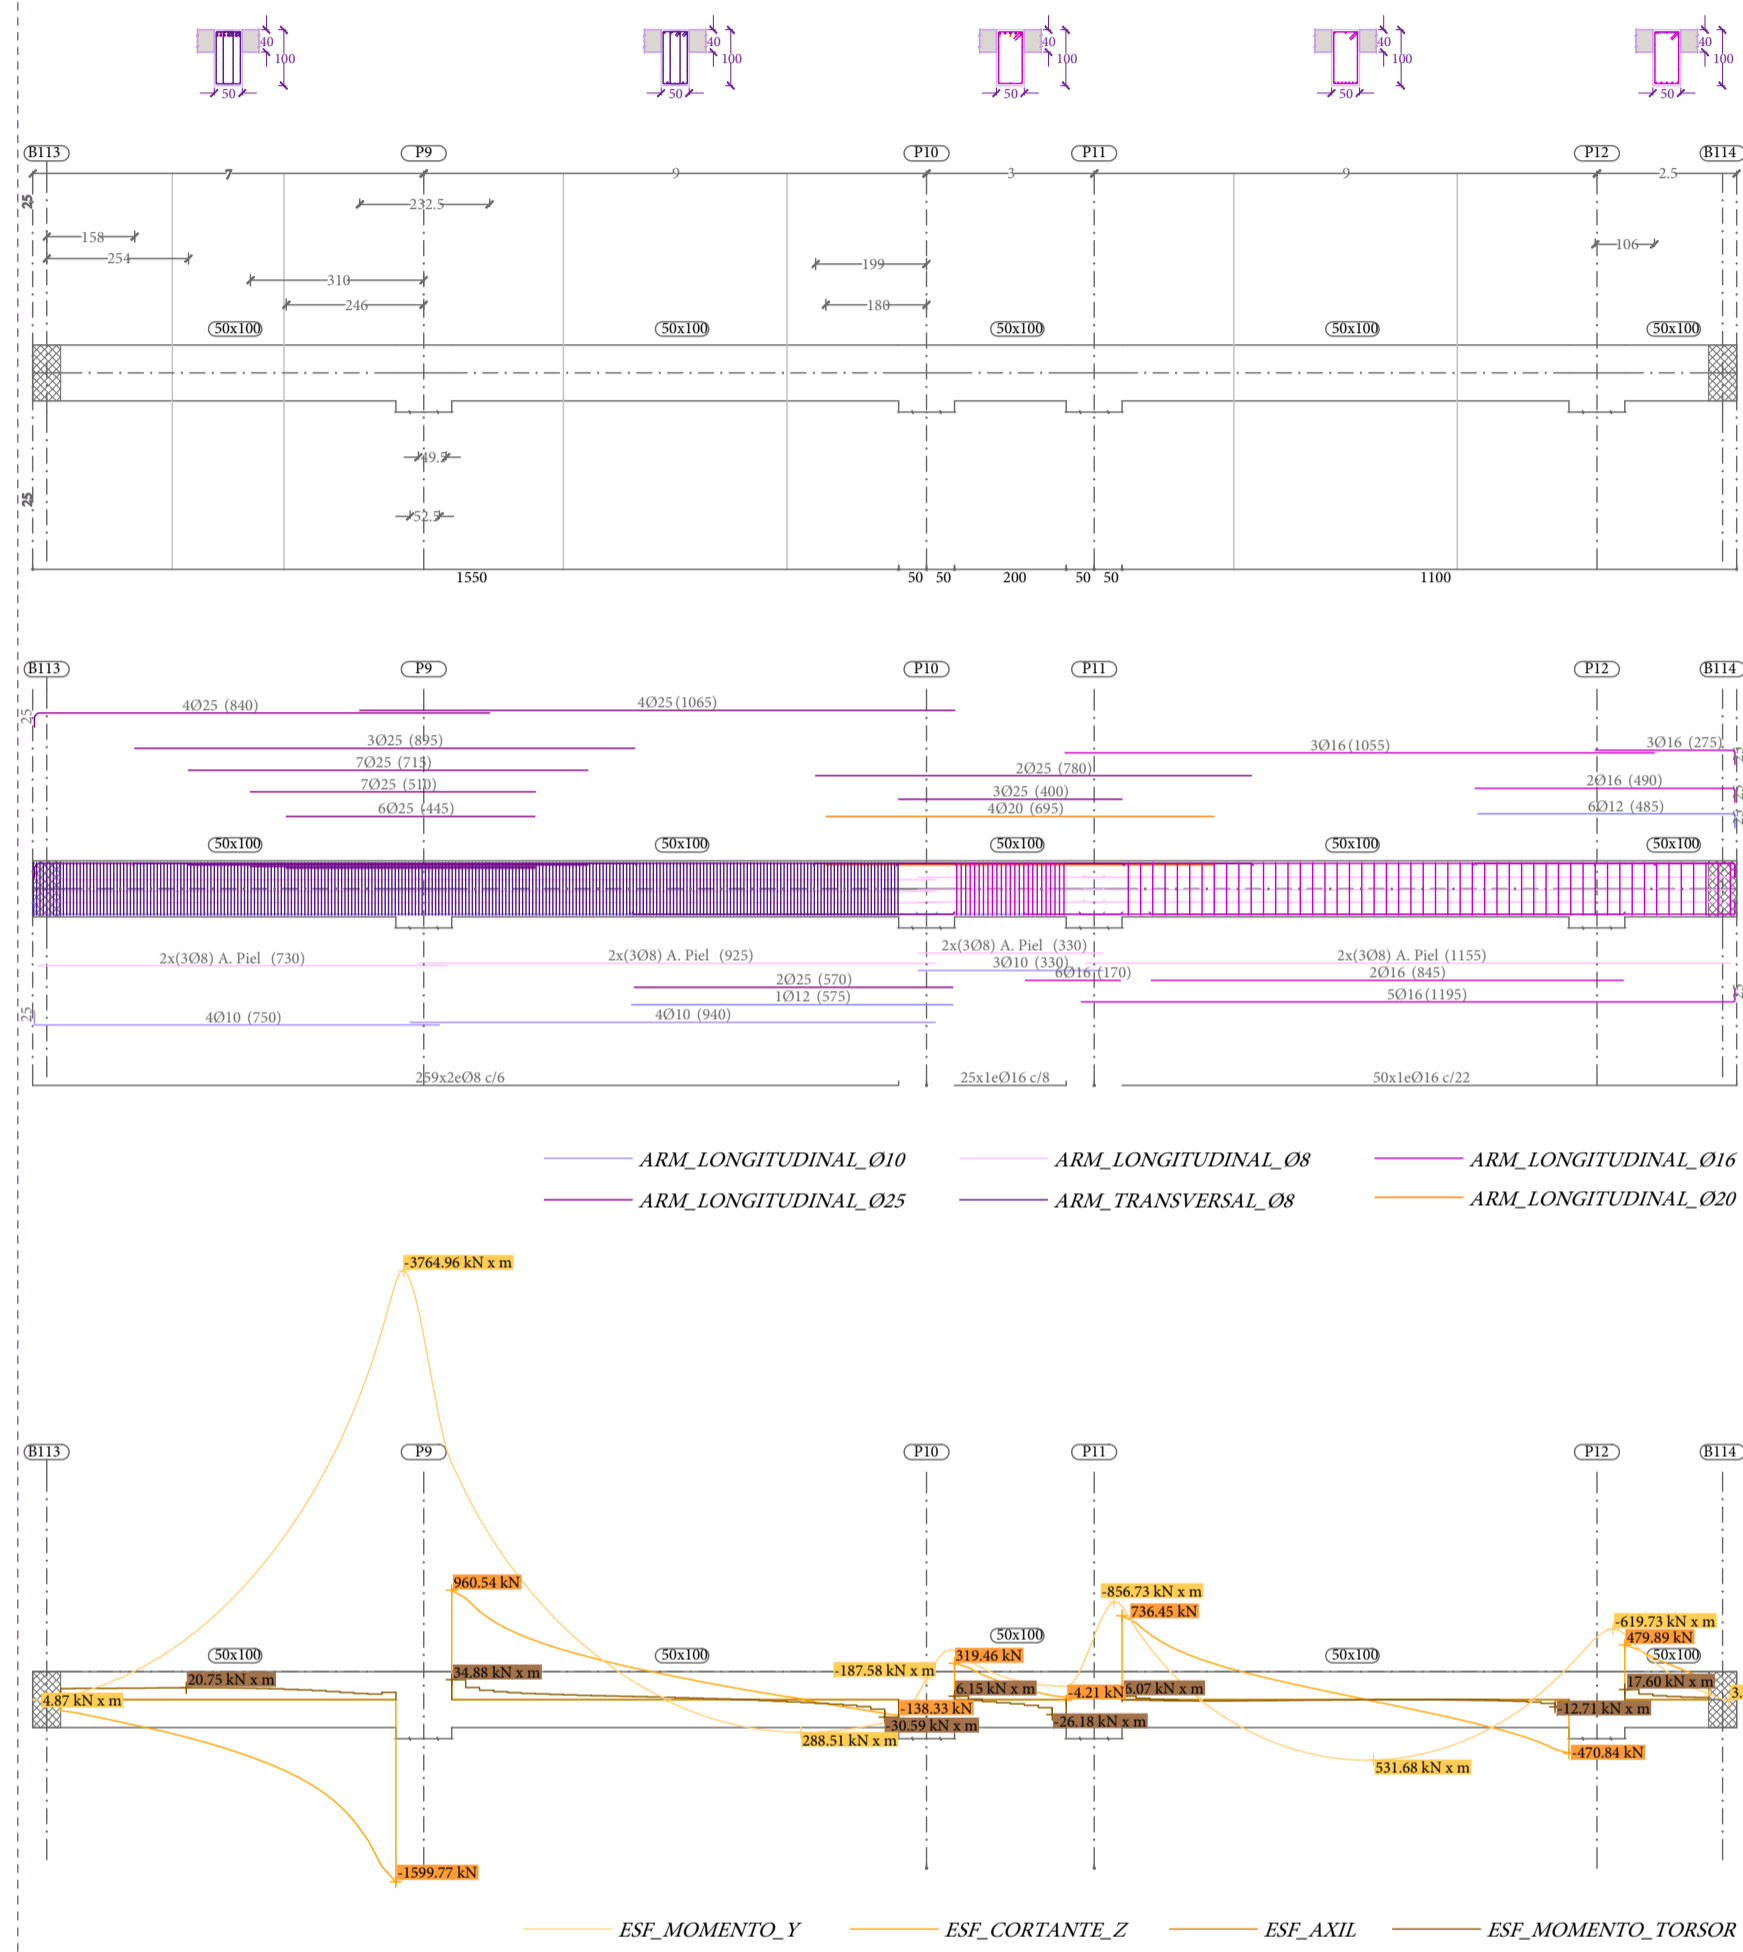 40 100 50
40 100 50
40 100 50
40 100 50
40 100 50
B113 P9 P10 P11 P12 B114
7 9 3 9 2.5
25
232.5
158
106
254
199
310
246 180
50x100 50x100 50x100 50x100 50x100
49.5
25
52.5
1550 50 50 200 50 50 1100
B113 P9 P10 P11 P12 B114
4Ø25 (840) 4Ø25 (1065)
25
3Ø25 (895) 3Ø16 (1055) 3Ø16 (275)
25
7Ø25 (715) 2Ø25 (780)
7Ø25 (510) 3Ø25 (400) 2Ø16 (490)
25
6Ø25 (445) 4Ø20 (695) 6Ø12 (485)
25
50x100 50x100 50x100 50x100 50x100
2x(3Ø8) A. Piel (730) 2x(3Ø8) A. Piel (925) 2x(3Ø8) A. Piel (330) 2x(3Ø8) A. Piel (1155)
3Ø10 (330)
2Ø25 (570) 6Ø16 (170) 2Ø16 (845)
1Ø12 (575) 5Ø16 (1195)
25
25
4Ø10 (750) 4Ø10 (940)
259x2eØ8 c/6 25x1eØ16 c/8 50x1eØ16 c/22
ARM_LONGITUDINAL_Ø10 ARM_LONGITUDINAL_Ø8 ARM_LONGITUDINAL_Ø16
ARM_LONGITUDINAL_Ø25 ARM_TRANSVERSAL_Ø8 ARM_LONGITUDINAL_Ø20
-3764.96 kN x m
B113 P9 P10 P11 P12 B114
960.54 kN
-856.73 kN x m
736.45 kN
-619.73 kN x m
50x100
479.89 kN
50x100 50x100 319.46 kN 50x100 50x100
-187.58 kN x m
20.75 kN x m 34.88 kN x m 6.15 kN x m 6.07 kN x m 17.60 kN x m
4.87 kN x m -4.21 kN 3.
-138.33 kN -12.71 kN x m
-30.59 kN x m -26.18 kN x m
288.51 kN x m
-470.84 kN
531.68 kN x m
-1599.77 kN
ESF_MOMENTO_Y ESF_CORTANTE_Z ESF_AXIL ESF_MOMENTO_TORSOR